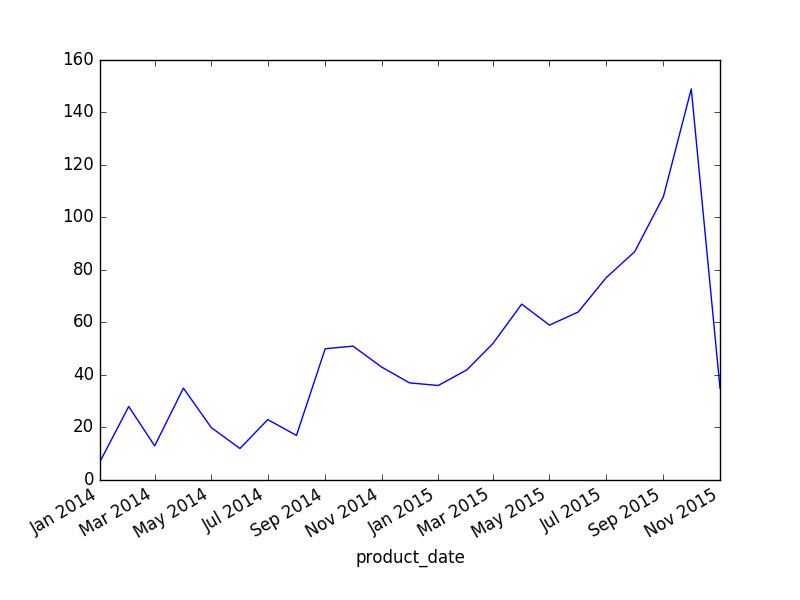 160
140
120
100
80
60
40
20
0
Jan 2014
Mar 2014
May 2014
Jul 2014
Sep 2014
Nov 2014
Jan 2015
Mar 2015
May 2015
Jul 2015
Sep 2015
Nov 2015
product_date